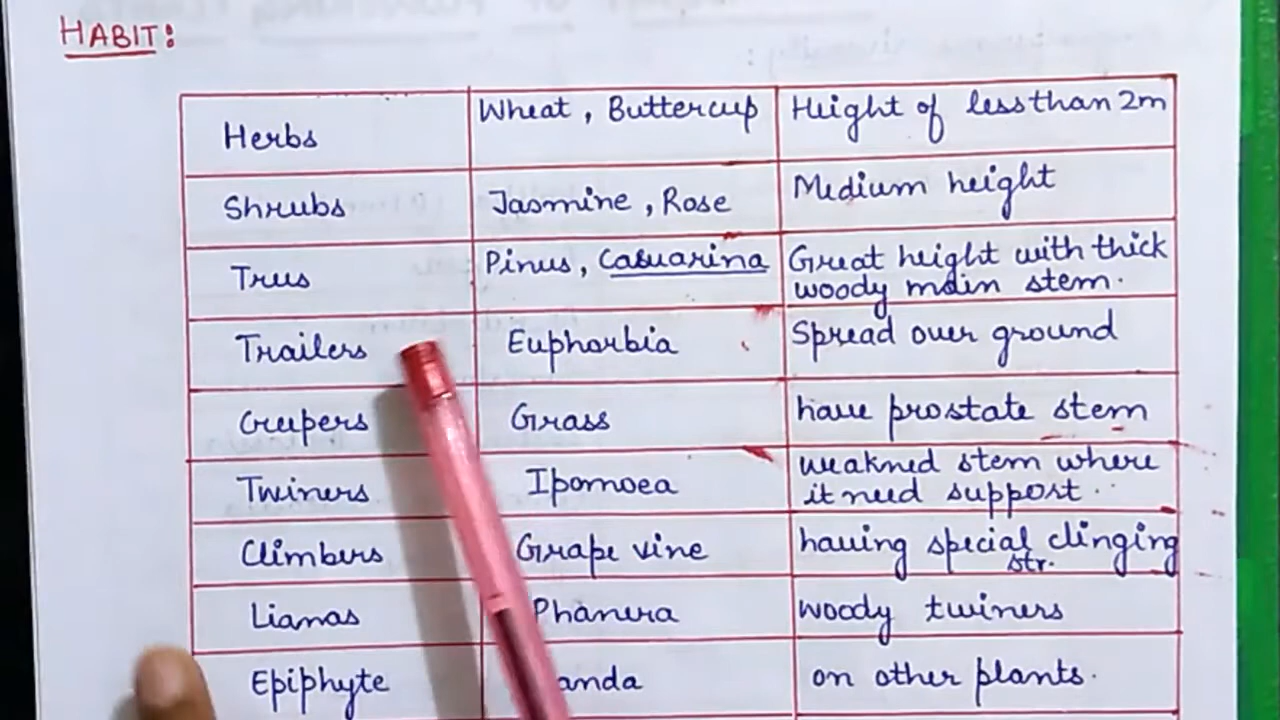 HABIT:
Herbs Wheat, Buttercup Height of less than 2m
Shrubs Jasmine, Rose Medium height
Trees Pinus, Casuarina Great height with thick
woody main stem.
Trailers Euphorbia Spread over ground
Creepers Grass have prostate stem
Twiners Ipomoea weakned stem where
it need support.
Climbers Grape vine having special clinging
str.
Lianas Phanera woody twiners
Epiphyte anda on other plants.